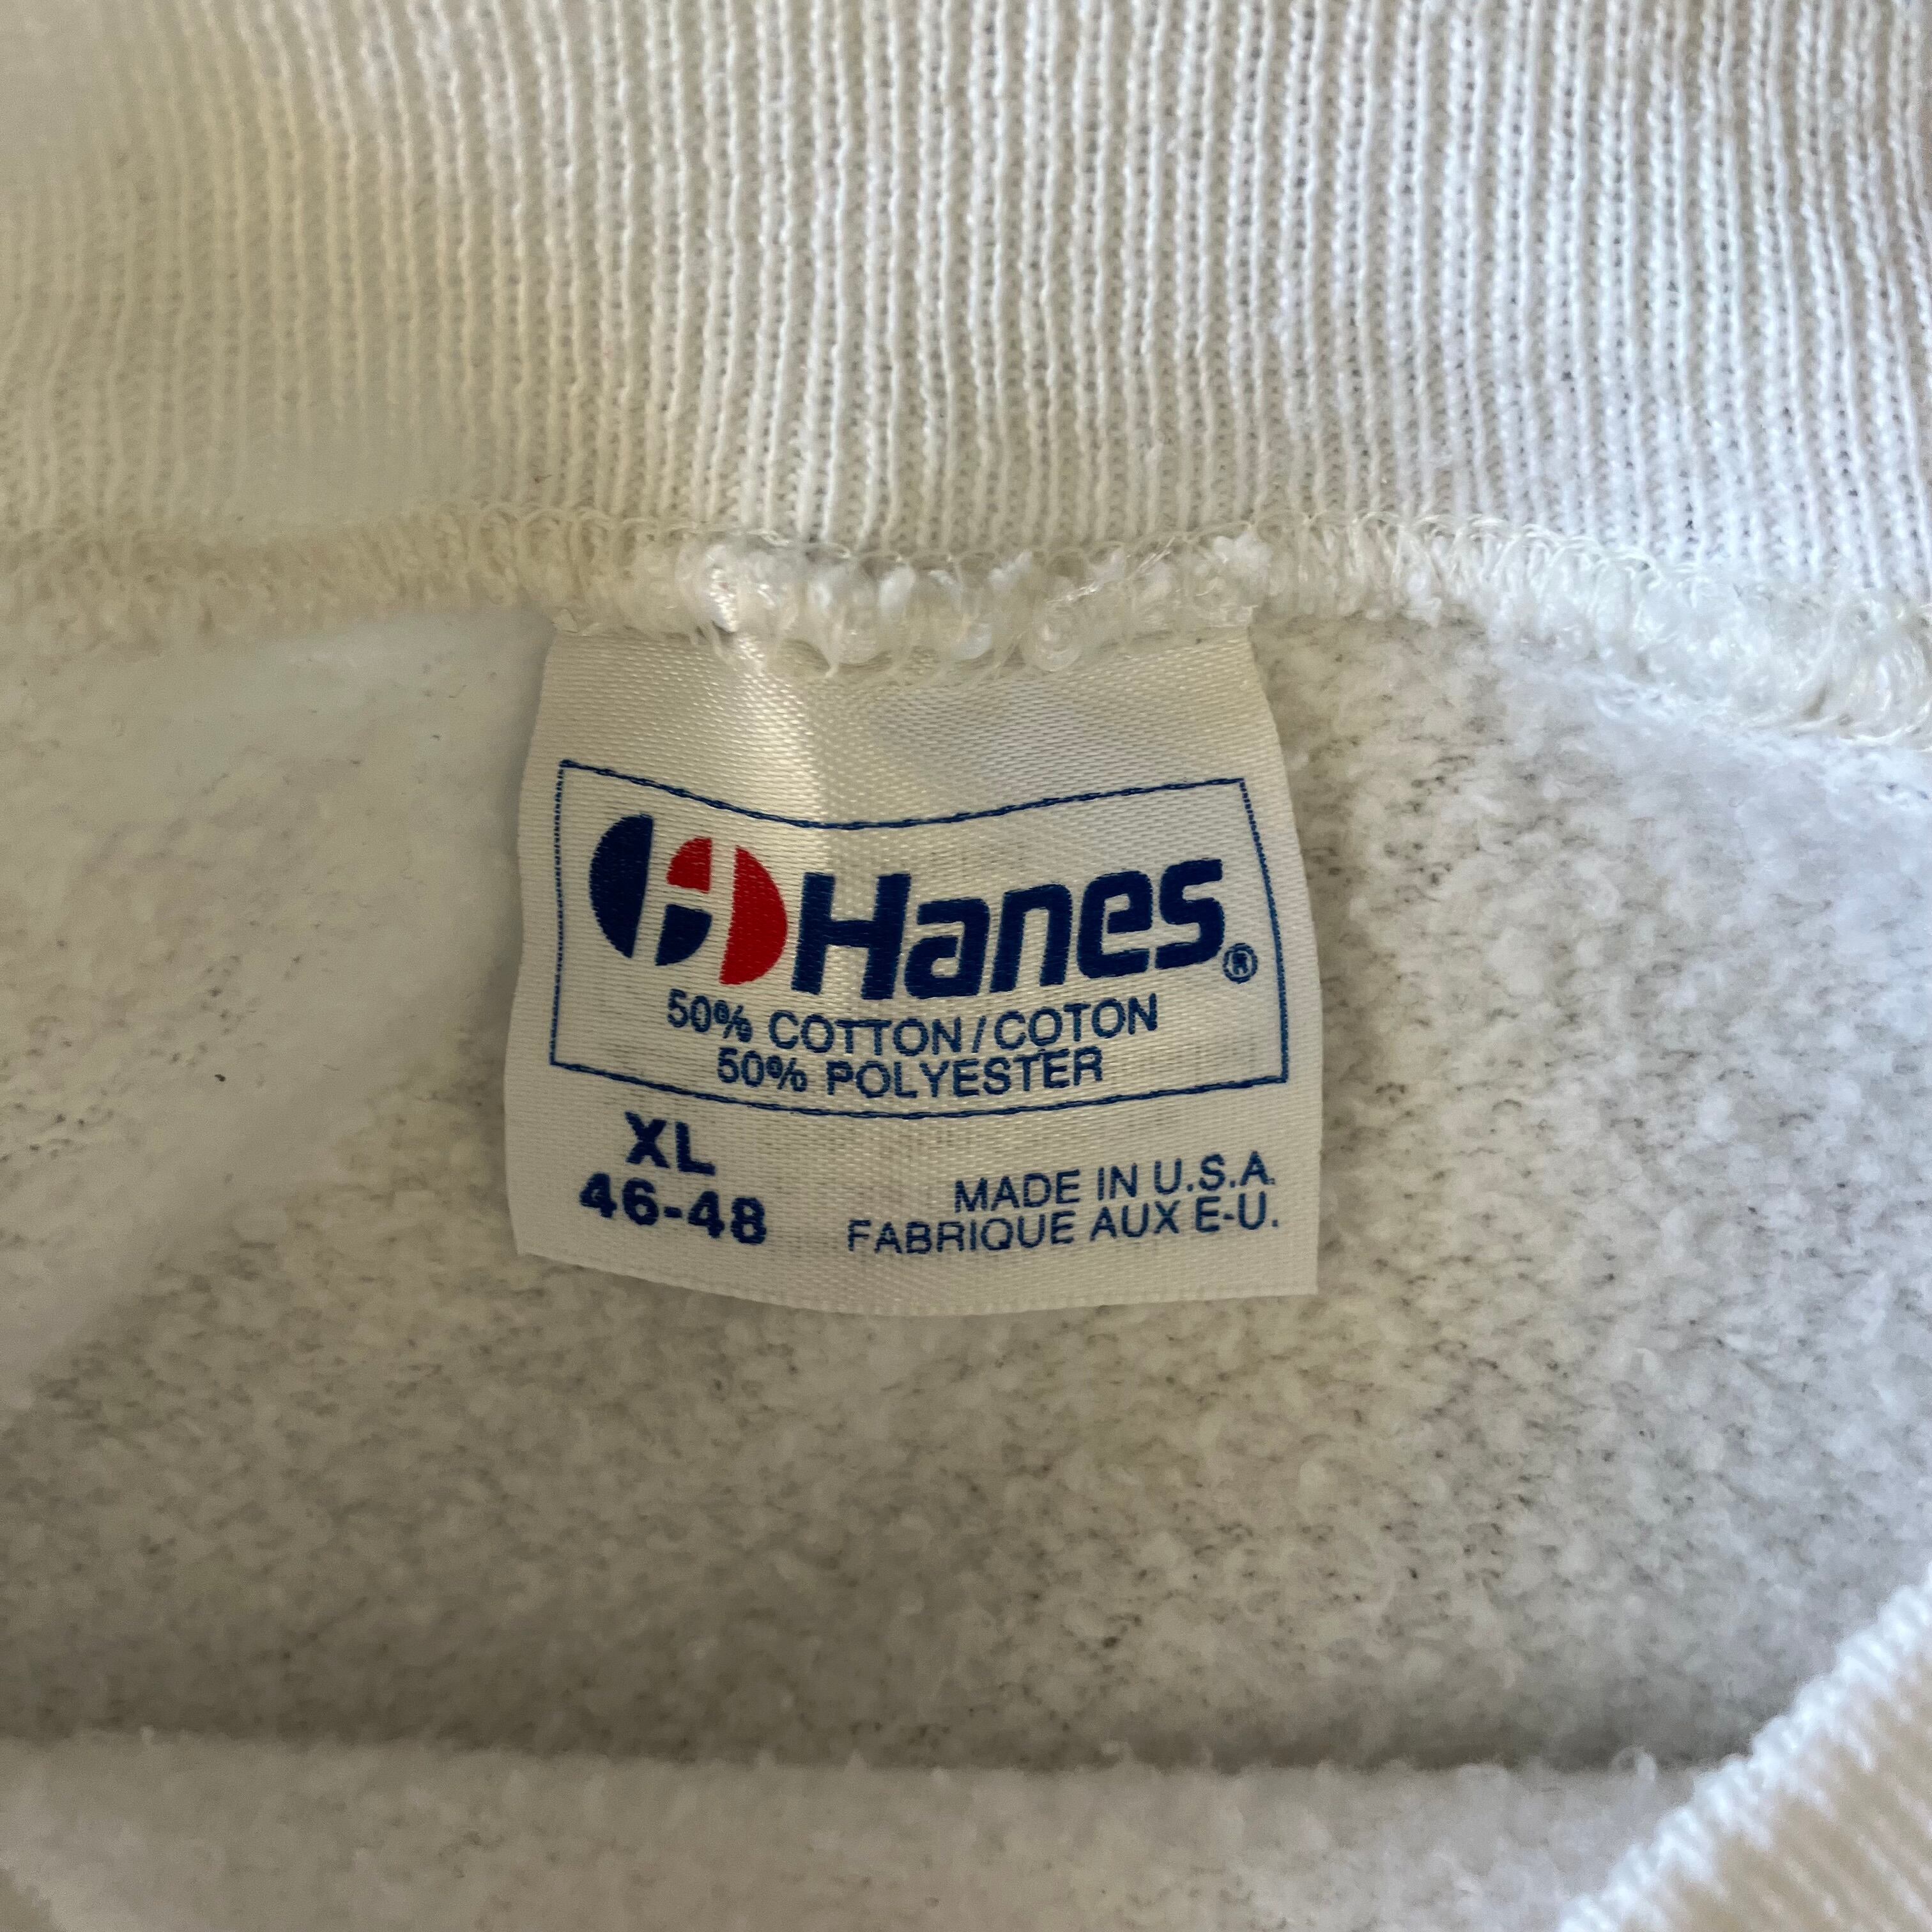 Hanes®
50% COTTON/COTON
50% POLYESTER
XL
46-48
MADE IN U.S.A.
FABRIQUE AUX E-U.